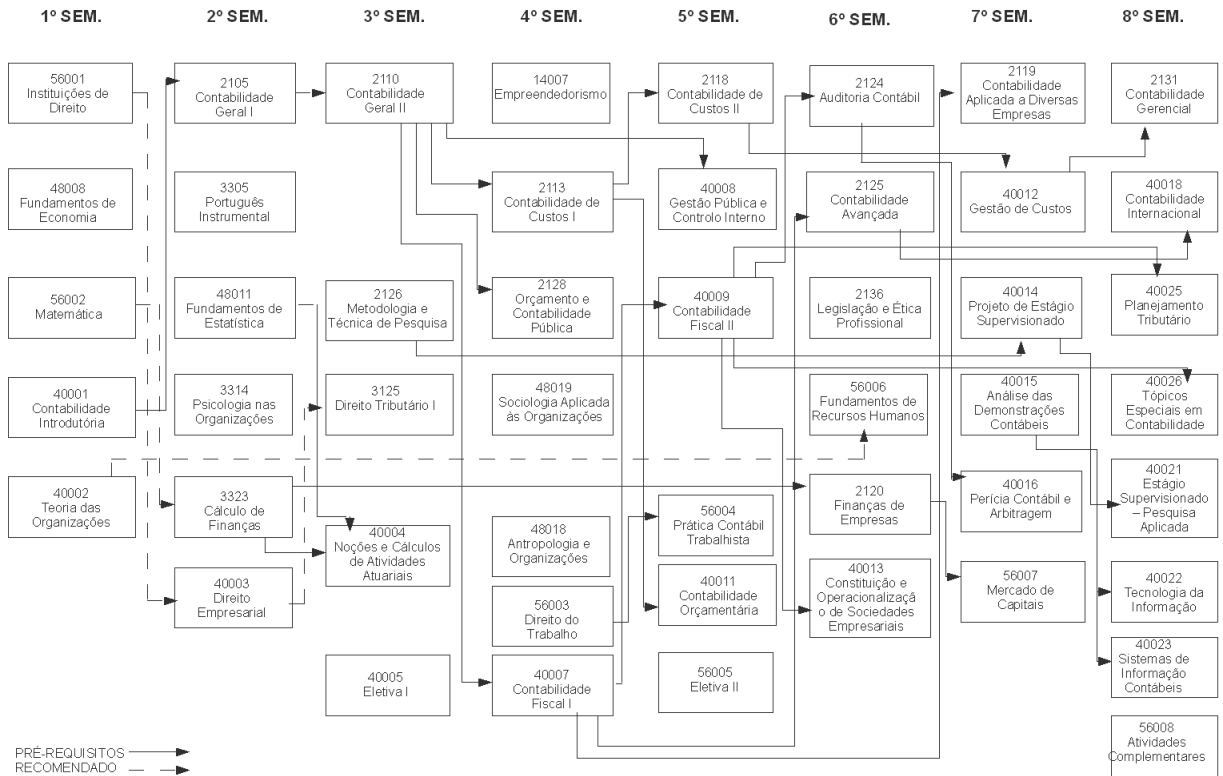 1º SEM.
2º SEM.
3º SEM.
4º SEM.
5º SEM.
6º SEM.
7º SEM.
8º SEM.
56001
Instituições de
Direito
2105
Contabilidade
Geral I
2110
Contabilidade
Geral II
14007
Empreendedorismo
2118
Contabilidade de
Custos II
2124
Auditoria Contábil
2119
Contabilidade
Aplicada a Diversas
Empresas
2131
Contabilidade
Gerencial
48008
Fundamentos de
Economia
3305
Português
Instrumental
2113
Contabilidade de
Custos I
40008
Gestão Pública e
Controlo Interno
2125
Contabilidade
Avançada
40012
Gestão de Custos
40018
Contabilidade
Internacional
56002
Matemática
48011
Fundamentos de
Estatística
2126
Metodologia e
Técnica de Pesquisa
2128
Orçamento e
Contabilidade
Pública
40009
Contabilidade
Fiscal II
2136
Legislação e Ética
Profissional
40014
Projeto de Estágio
Supervisionado
40025
Planejamento
Tributário
40001
Contabilidade
Introdutória
3314
Psicologia nas
Organizações
3125
Direito Tributário I
48019
Sociologia Aplicada
às Organizações
56006
Fundamentos de
Recursos Humanos
40015
Análise das
Demonstrações
Contábeis
40026
Tópicos
Especiais em
Contabilidade
40002
Teoria das
Organizações
3323
Cálculo de
Finanças
40004
Noções e Cálculos
de Atividades
Atuariais
48018
Antropologia e
Organizações
56004
Prática Contábil
Trabalhista
2120
Finanças de
Empresas
40016
Perícia Contábil e
Arbitragem
40021
Estágio
Supervisionado
– Pesquisa
Aplicada
40003
Direito
Empresarial
56003
Direito do
Trabalho
40011
Contabilidade
Orçamentária
40013
Constituição e
Operacionalizaçã
o de Sociedades
Empresariais
56007
Mercado de
Capitais
40022
Tecnologia da
Informação
40005
Eletiva I
40007
Contabilidade
Fiscal I
56005
Eletiva II
40023
Sistemas de
Informação
Contábeis
56008
Atividades
Complementares
PRÉ-REQUISITOS
RECOMENDADO